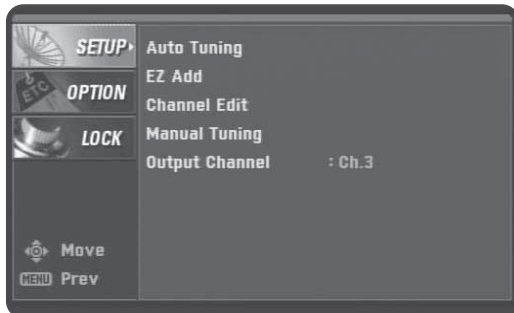 SETUP
OPTION
ETC
LOCK
Auto Tuning
EZ Add
Channel Edit
Manual Tuning
Output Channel : Ch.3
Move
MENU Prev